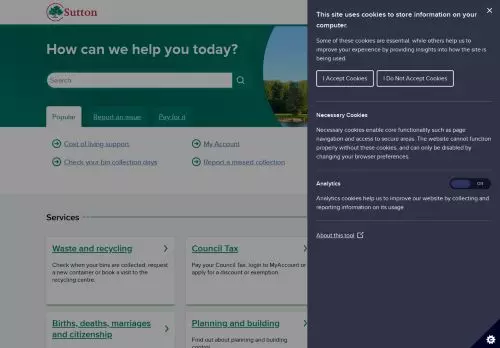 Sutton
How can we help you today?
Search
Popular
Report an issue
Pay for it
Cost of living support
My Account
Check your bin collection days
Report a missed collection
Services
Waste and recycling
Check when your bins are collected, request
a new container or book a visit to the
recycling centre.
Council Tax
Pay your Council Tax, login to MyAccount or
apply for a discount or exemption.
Births, deaths, marriages
and citizenship
Planning and building
Find out about planning and building
control
This site uses cookies to store information on your
computer.
Some of these cookies are essential, while others help us to
improve your experience by providing insights into how the site is
being used.
I Accept Cookies
I Do Not Accept Cookies
Necessary Cookies
Necessary cookies enable core functionality such as page
navigation and access to secure areas. The website cannot function
properly without these cookies, and can only be disabled by
changing your browser preferences.
Analytics
Off
Analytics cookies help us to improve our website by collecting and
reporting information on its usage
About this tool